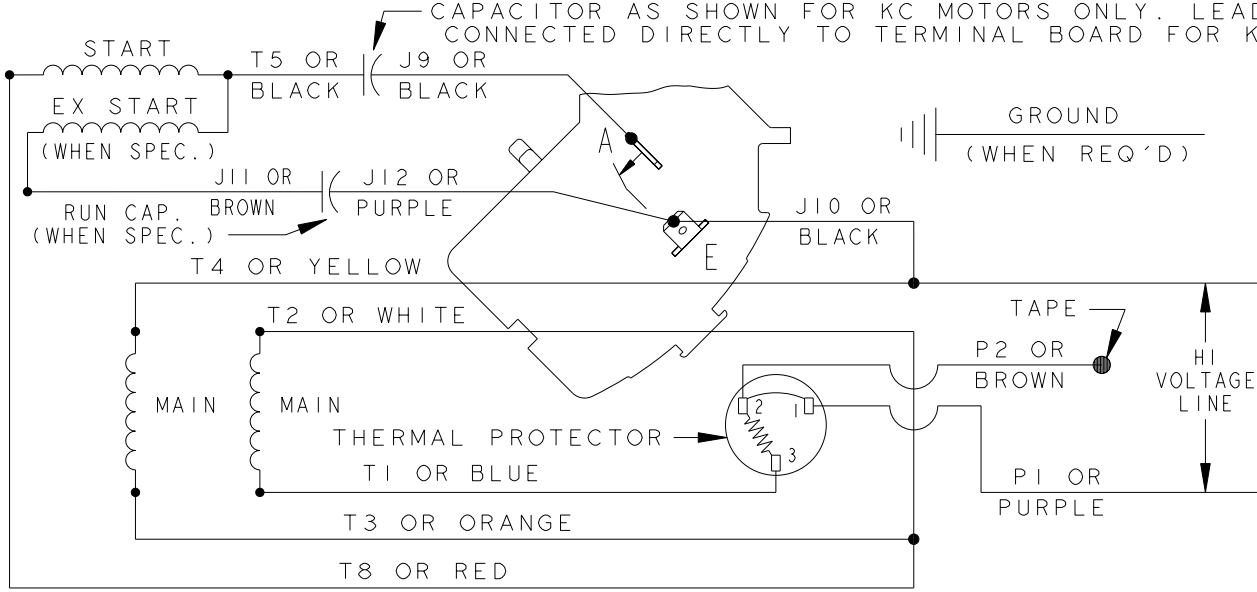 CAPACITOR AS SHOWN FOR KC MOTORS ONLY. LEAD
CONNECTED DIRECTLY TO TERMINAL BOARD FOR K
START
T5 OR
BLACK
J9 OR
BLACK
EX START
(WHEN SPEC.)
A
GROUND
(WHEN REQ'D)
J11 OR
BROWN
J12 OR
PURPLE
RUN CAP.
(WHEN SPEC.)
J10 OR
BLACK
E
T4 OR YELLOW
T2 OR WHITE
TAPE
P2 OR
BROWN
HI
VOLTAGE
LINE
MAIN
MAIN
2
1
3
THERMAL PROTECTOR
T1 OR BLUE
P1 OR
PURPLE
T3 OR ORANGE
T8 OR RED